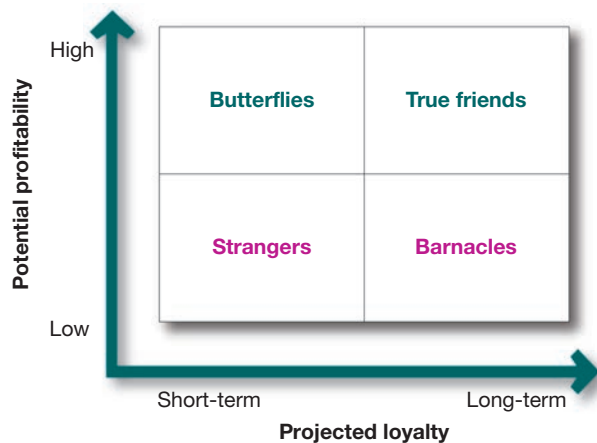 High
Butterflies
True friends
Potential profitability
Strangers
Barnacles
Low
Short-term
Long-term
Projected loyalty